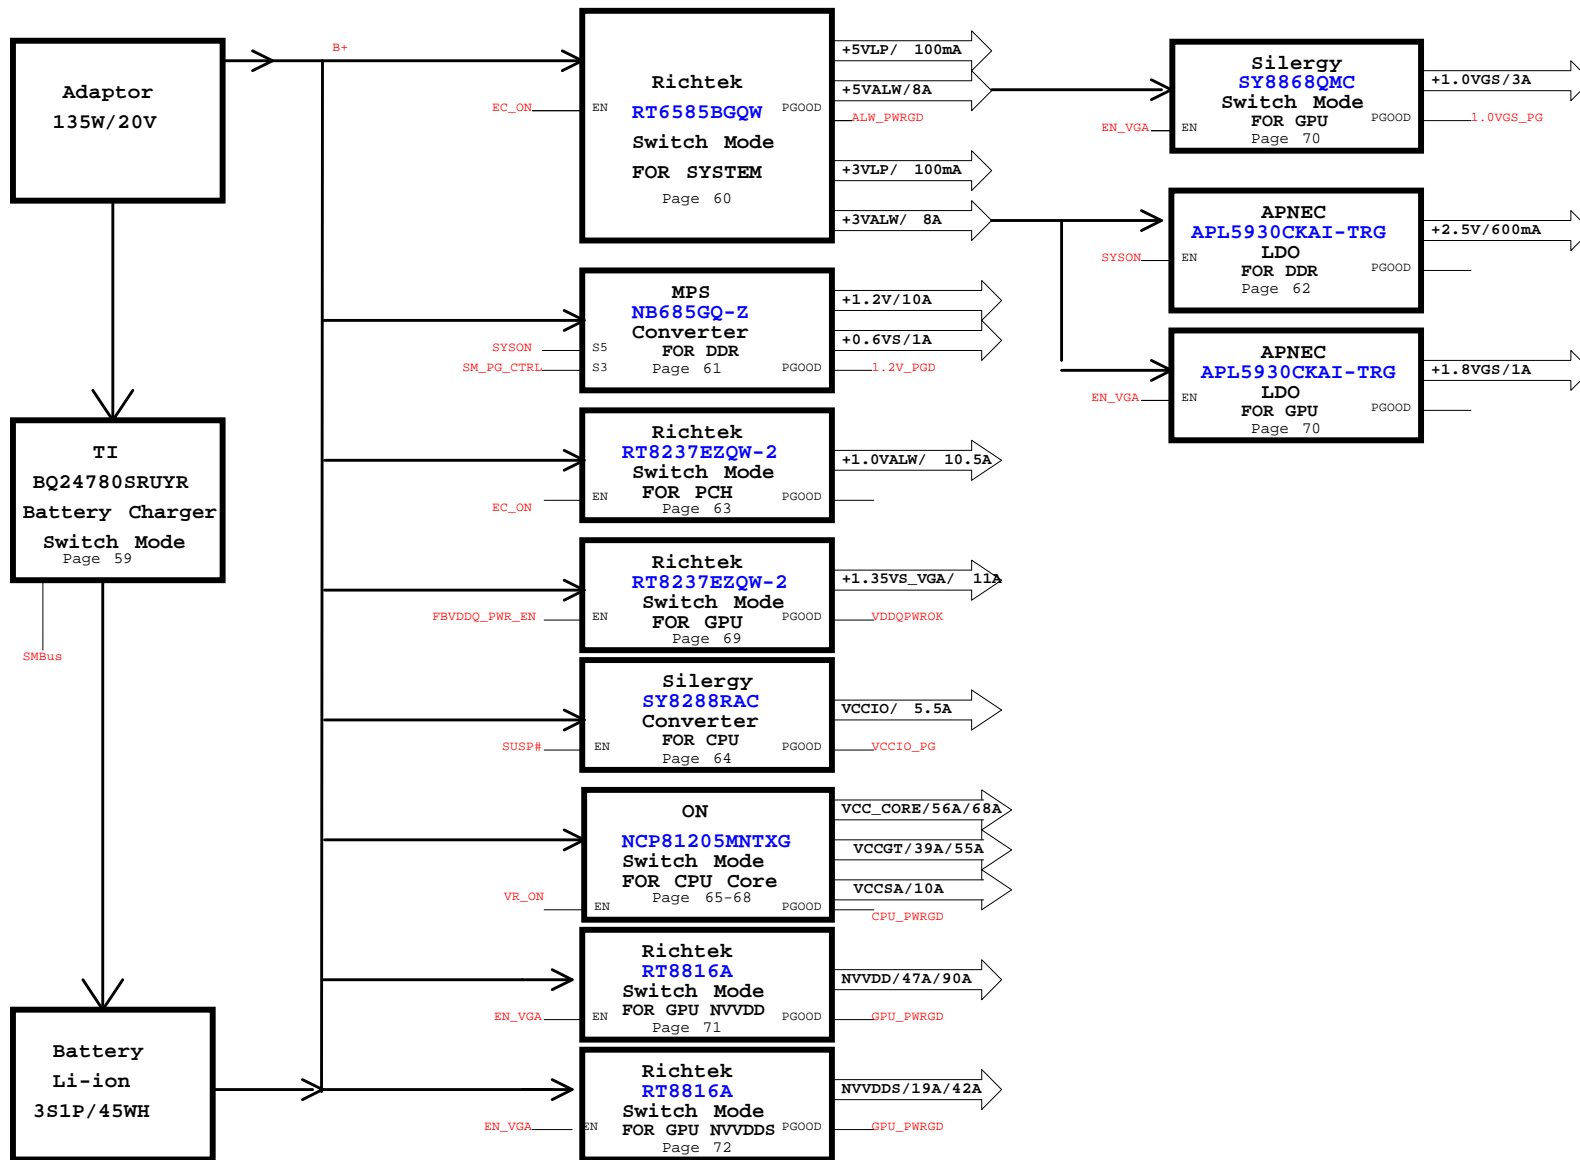 Adaptor
135W/20V
B+
TI
BQ24780SRUYR
Battery Charger
Switch Mode
Page 59
SMBus
Battery
Li-ion
3S1P/45WH
Richtek
RT6585BGQW
Switch Mode
FOR SYSTEM
Page 60
EC_ON
EN
PGOOD
+5VLP/ 100mA
+5VALW/8A
ALW_PWRGD
+3VLP/ 100mA
+3VALW/ 8A
Silergy
SY8868QMC
Switch Mode
FOR GPU
Page 70
EN_VGA
EN
PGOOD
+1.0VGS/3A
1.0VGS_PG
APNEC
APL5930CKAI-TRG
LDO
FOR DDR
Page 62
SYSON
EN
PGOOD
+2.5V/600mA
APNEC
APL5930CKAI-TRG
LDO
FOR GPU
Page 70
EN_VGA
EN
PGOOD
+1.8VGS/1A
MPS
NB685GQ-Z
Converter
FOR DDR
Page 61
SYSON
S5
SM_PG_CTRL
S3
PGOOD
+1.2V/10A
+0.6VS/1A
1.2V_PGD
Richtek
RT8237EZQW-2
Switch Mode
FOR PCH
Page 63
EC_ON
EN
PGOOD
+1.0VALW/ 10.5A
Richtek
RT8237EZQW-2
Switch Mode
FOR GPU
Page 69
FBVDDQ_PWR_EN
EN
PGOOD
+1.35VS_VGA/ 11A
VDDQPWROK
Silergy
SY8288RAC
Converter
FOR CPU
Page 64
SUSP#
EN
PGOOD
VCCIO/ 5.5A
VCCIO_PG
ON
NCP81205MNTXG
Switch Mode
FOR CPU Core
Page 65-68
VR_ON
EN
PGOOD
VCC_CORE/56A/68A
VCCGT/39A/55A
VCCSA/10A
CPU_PWRGD
Richtek
RT8816A
Switch Mode
FOR GPU NVVDD
Page 71
EN_VGA
EN
PGOOD
NVVDD/47A/90A
GPU_PWRGD
Richtek
RT8816A
Switch Mode
FOR GPU NVVDDS
Page 72
EN_VGA
EN
PGOOD
NVVDDS/19A/42A
GPU_PWRGD